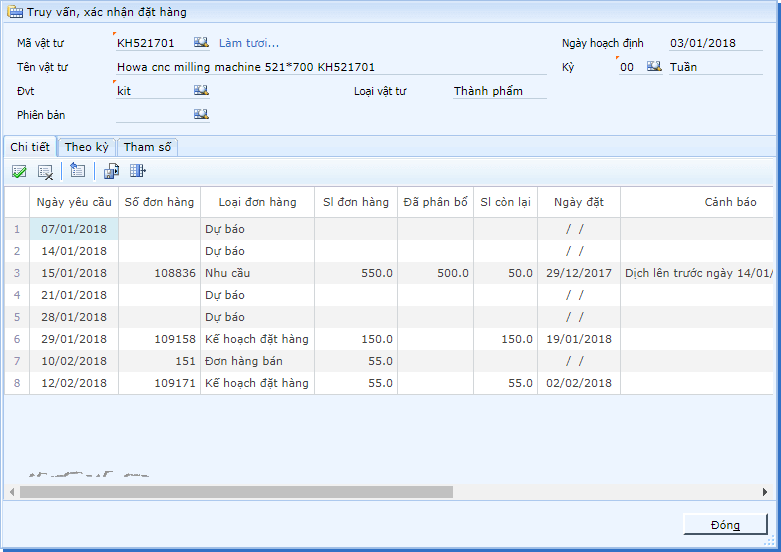 Truy vấn, xác nhận đặt hàng
Mã vật tư KH521701 Làm tươi... Ngày hoạch định 03/01/2018
Tên vật tư Howa cnc milling machine 521*700 KH521701 Kỳ 00 Tuần
Đvt kit Loại vật tư Thành phẩm
Phiên bản
Chi tiết Theo kỳ Tham số
Ngày yêu cầu Số đơn hàng Loại đơn hàng Sl đơn hàng Đã phân bổ Sl còn lại Ngày đặt Cảnh báo
1 07/01/2018 Dự báo / /
2 14/01/2018 Dự báo / /
3 15/01/2018 108836 Nhu cầu 550.0 500.0 50.0 29/12/2017 Dịch lên trước ngày 14/01/
4 21/01/2018 Dự báo / /
5 28/01/2018 Dự báo / /
6 29/01/2018 109158 Kế hoạch đặt hàng 150.0 150.0 19/01/2018
7 10/02/2018 151 Đơn hàng bán 55.0 / /
8 12/02/2018 109171 Kế hoạch đặt hàng 55.0 55.0 02/02/2018
Đóng